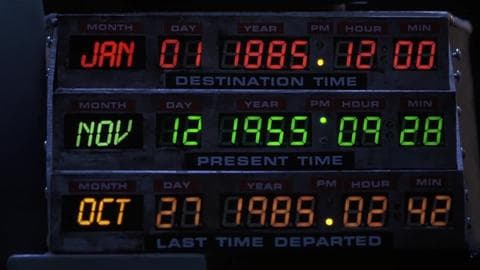 MONTH DAY YEAR PM HOUR MIN
JAN 01 1885 12 00
DESTINATION TIME
MONTH DAY YEAR PM HOUR MIN
NOV 12 1955 09 28
PRESENT TIME
MONTH DAY YEAR PM HOUR MIN
OCT 27 1985 02 42
LAST TIME DEPARTED